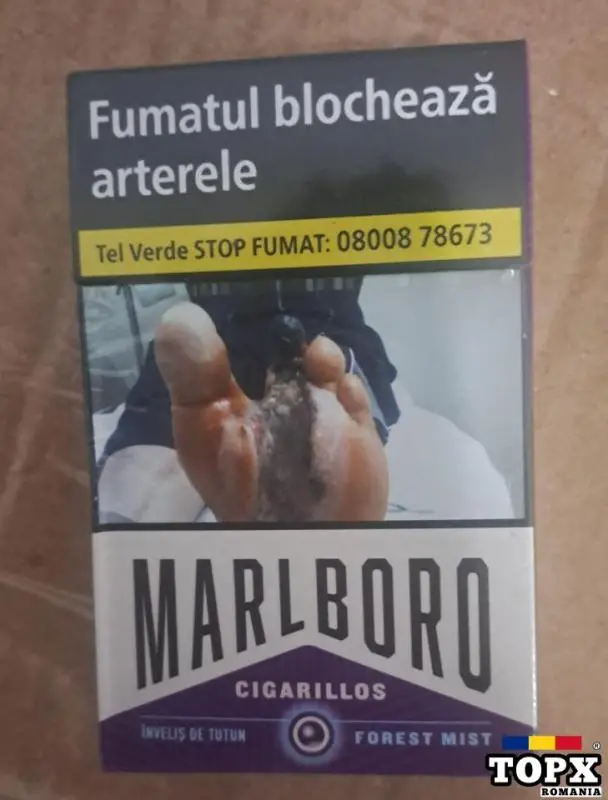 Fumatul blochează
arterele
Tel Verde STOP FUMAT: 08008 78673
MARLBORO
CIGARILLOS
ÎNVELIȘ DE TUTUN
FOREST MIST
TOPX
ROMANIA